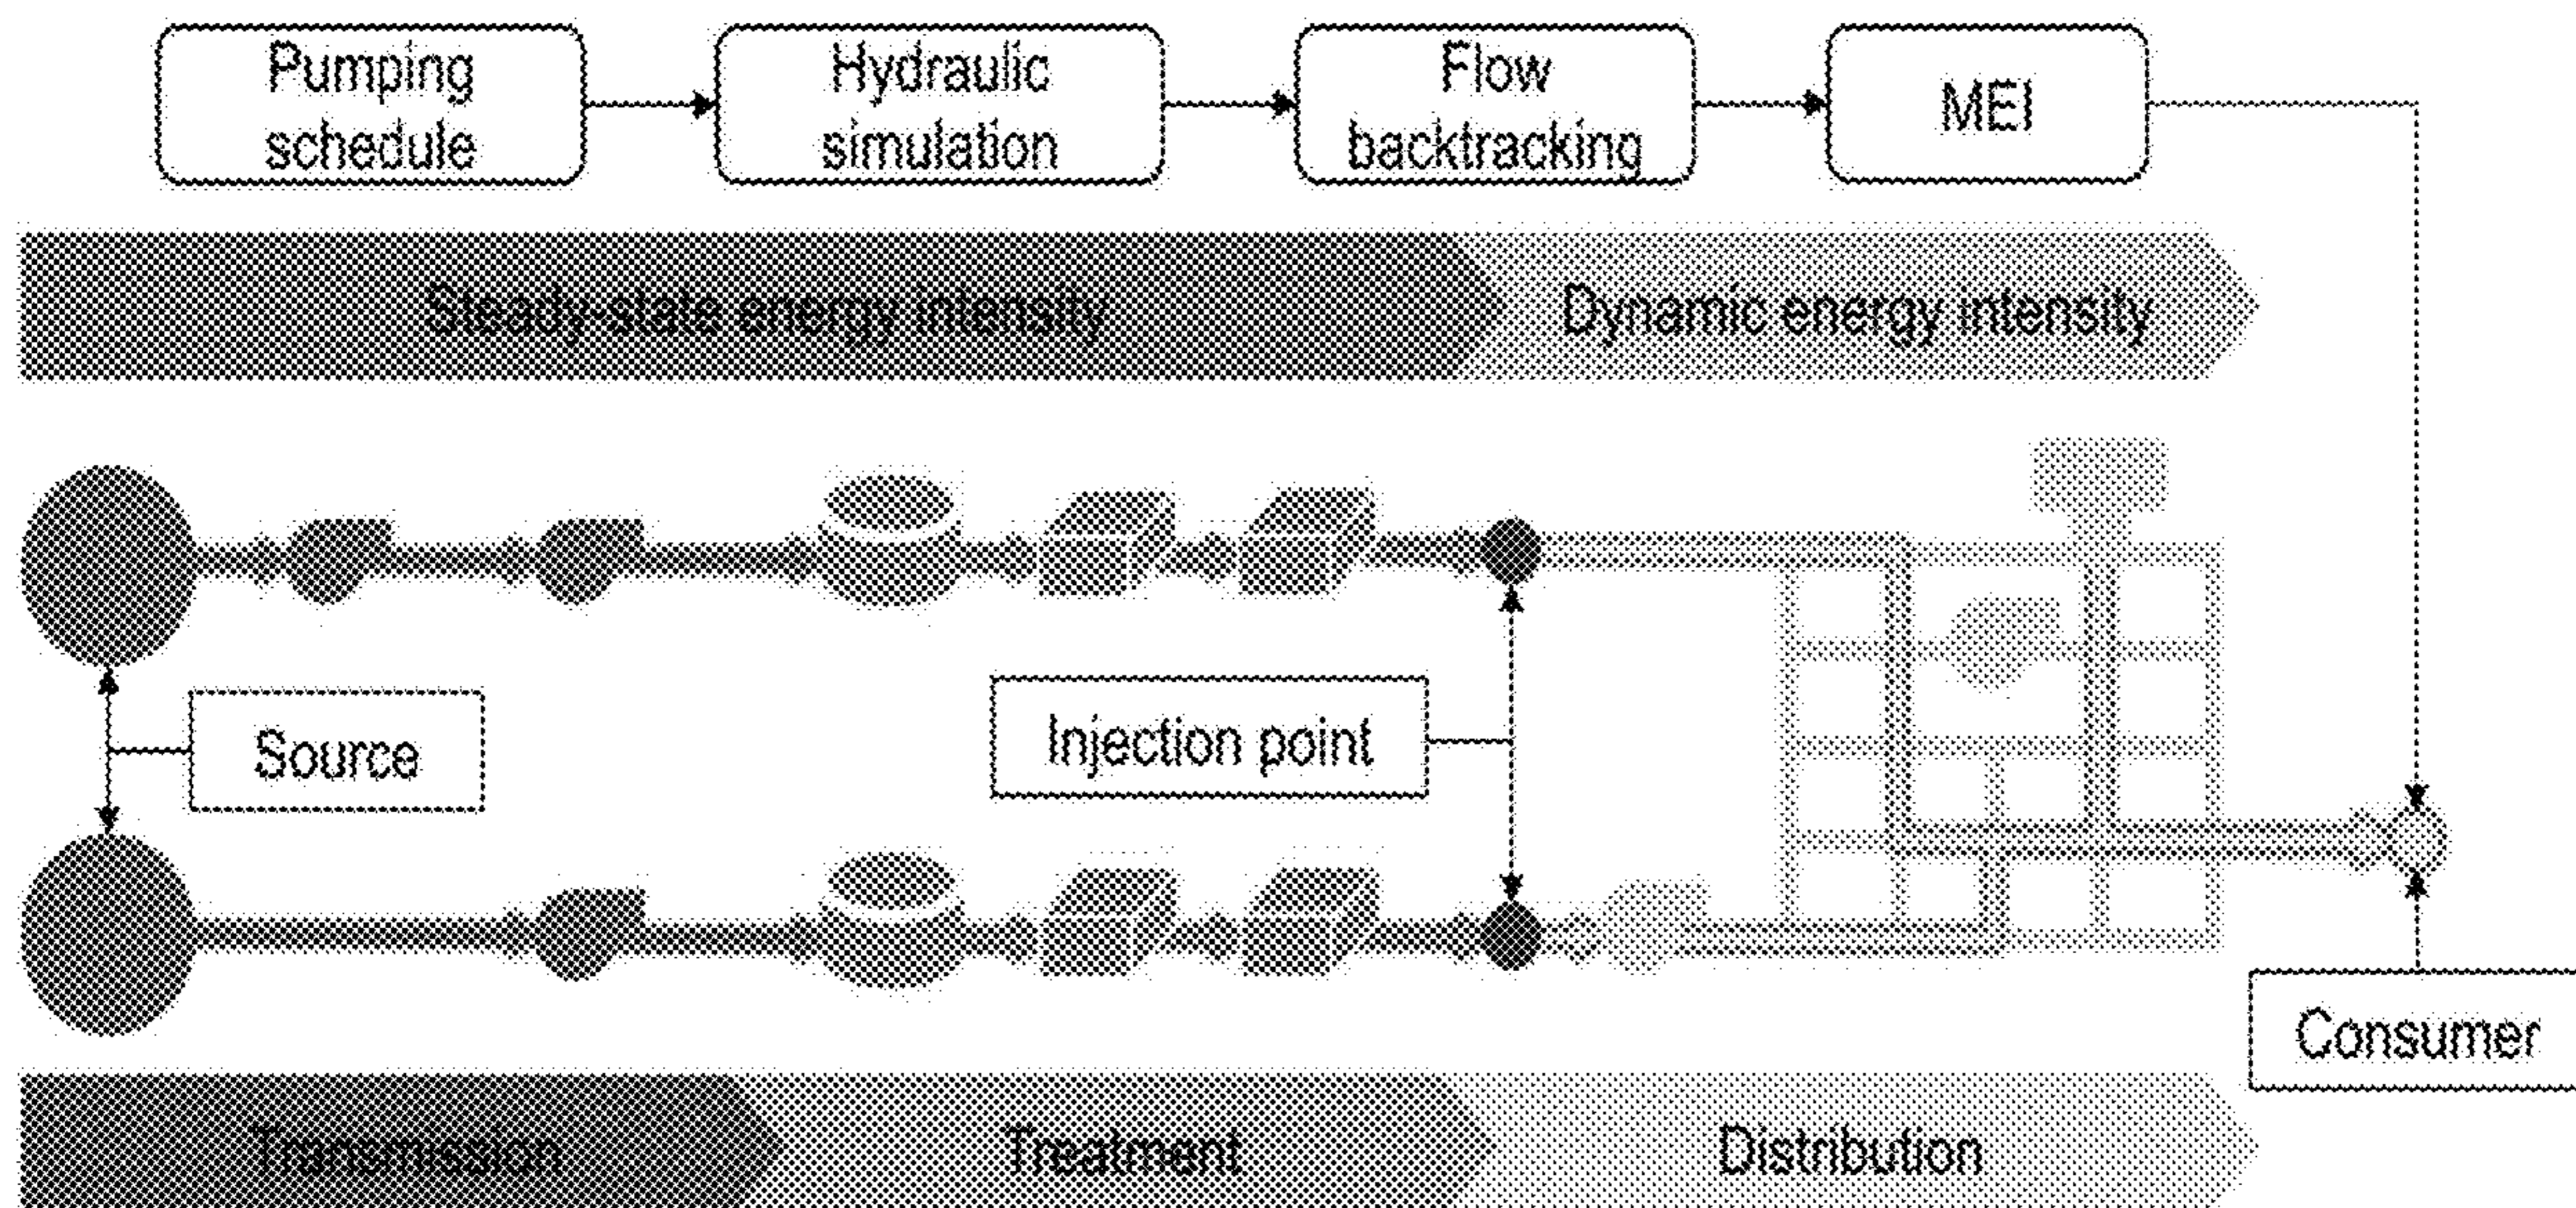 Pumping
schedule
Hydraulic
simulation
Flow
backtracking
MEI
Steady-state energy intensity
Dynamic energy intensity
Source
Injection point
Consumer
Transmission
Treatment
Distribution